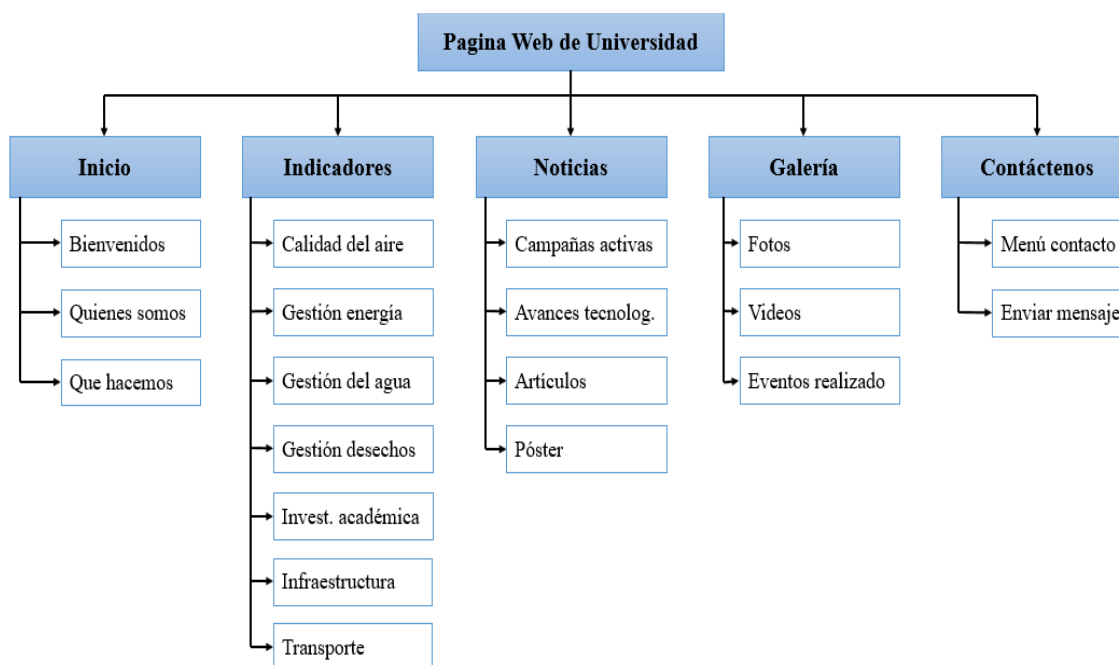 Pagina Web de Universidad
Inicio
Bienvenidos
Quienes somos
Que hacemos
Indicadores
Calidad del aire
Gestión energía
Gestión del agua
Gestión desechos
Invest. académica
Infraestructura
Transporte
Noticias
Campañas activas
Avances tecnolog.
Artículos
Póster
Galería
Fotos
Videos
Eventos realizado
Contáctenos
Menú contacto
Enviar mensaje